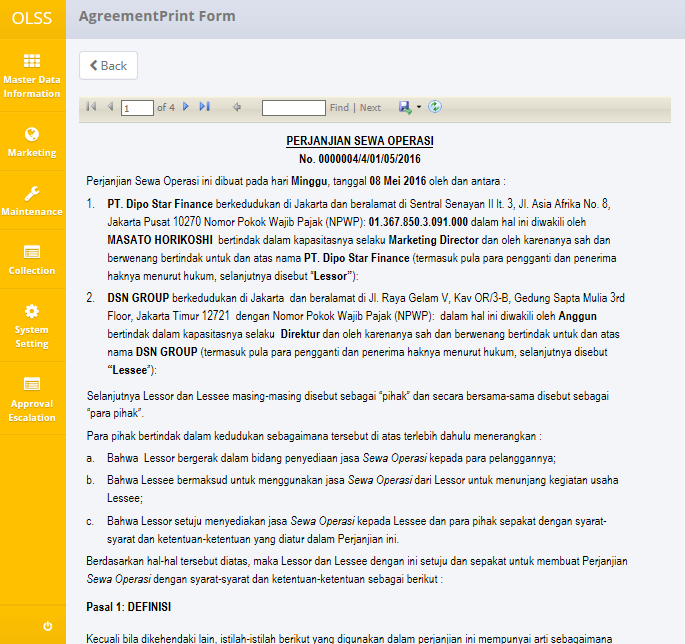 OLSS
AgreementPrint Form
Master Data
Information
Marketing
Maintenance
Collection
System
Setting
Approval
Escalation
Back
1 of 4 Find | Next
PERJANJIAN SEWA OPERASI
No. 0000004/4/01/05/2016
Perjanjian Sewa Operasi ini dibuat pada hari Minggu, tanggal 08 Mei 2016 oleh dan antara :
1. PT. Dipo Star Finance berkedudukan di Jakarta dan beralamat di Sentral Senayan II lt. 3, Jl. Asia Afrika No. 8,
Jakarta Pusat 10270 Nomor Pokok Wajib Pajak (NPWP): 01.367.850.3.091.000 dalam hal ini diwakili oleh
MASATO HORIKOSHI bertindak dalam kapasitasnya selaku Marketing Director dan oleh karenanya sah dan
berwenang bertindak untuk dan atas nama PT. Dipo Star Finance (termasuk pula para pengganti dan penerima
haknya menurut hukum, selanjutnya disebut “Lessor”):
2. DSN GROUP berkedudukan di Jakarta dan beralamat di Jl. Raya Gelam V, Kav OR/3-B, Gedung Sapta Mulia 3rd
Floor, Jakarta Timur 12721 dengan Nomor Pokok Wajib Pajak (NPWP): dalam hal ini diwakili oleh Anggun
bertindak dalam kapasitasnya selaku Direktur dan oleh karenanya sah dan berwenang bertindak untuk dan atas
nama DSN GROUP (termasuk pula para pengganti dan penerima haknya menurut hukum, selanjutnya disebut
“Lessee”):
Selanjutnya Lessor dan Lessee masing-masing disebut sebagai “pihak” dan secara bersama-sama disebut sebagai
“para pihak”.
Para pihak bertindak dalam kedudukan sebagaimana tersebut di atas terlebih dahulu menerangkan :
a. Bahwa Lessor bergerak dalam bidang penyediaan jasa Sewa Operasi kepada para pelanggannya;
b. Bahwa Lessee bermaksud untuk menggunakan jasa Sewa Operasi dari Lessor untuk menunjang kegiatan usaha
Lessee;
c. Bahwa Lessor setuju menyediakan jasa Sewa Operasi kepada Lessee dan para pihak sepakat dengan syarat-
syarat dan ketentuan-ketentuan yang diatur dalam Perjanjian ini.
Berdasarkan hal-hal tersebut diatas, maka Lessor dan Lessee dengan ini setuju dan sepakat untuk membuat Perjanjian
Sewa Operasi dengan syarat-syarat dan ketentuan-ketentuan sebagai berikut :
Pasal 1: DEFINISI
Kecuali bila dikehendaki lain, istilah-istilah berikut yang digunakan dalam perjanjian ini mempunyai arti sebagaimana